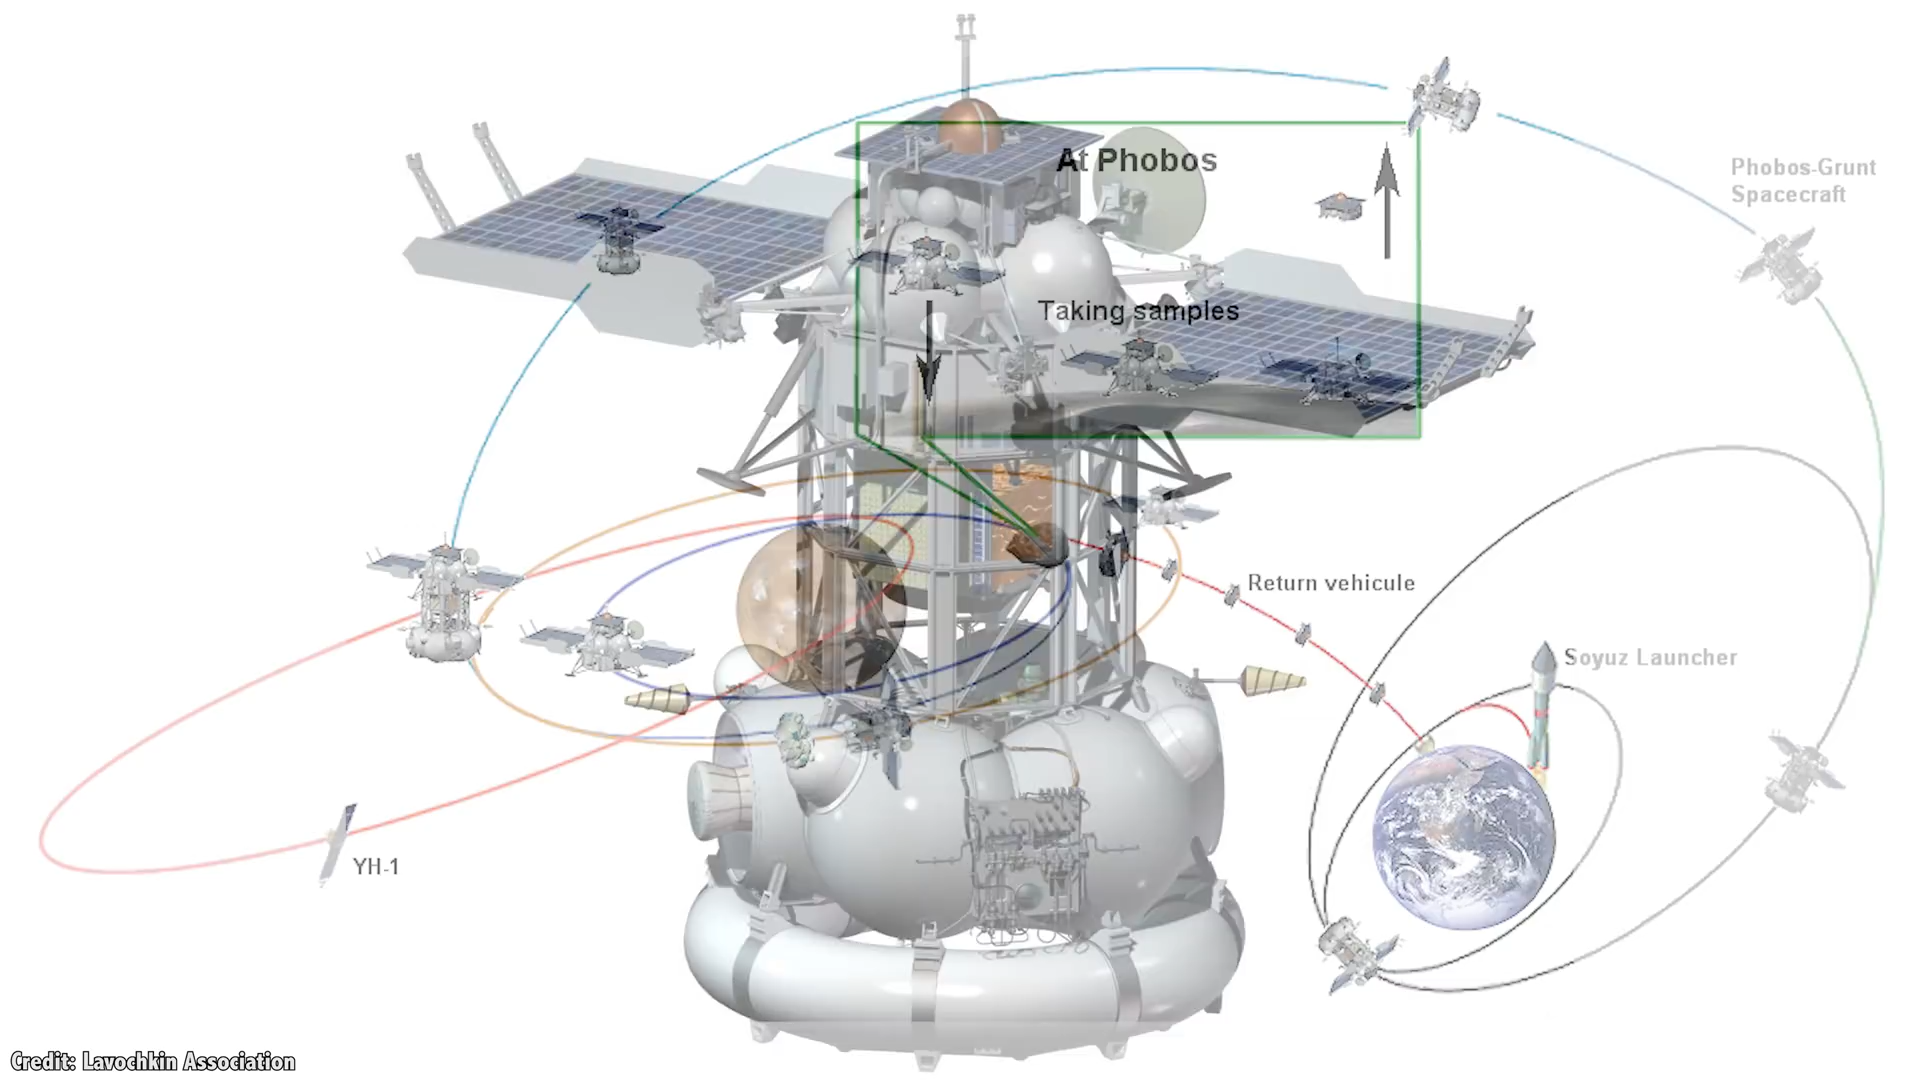 At Phobos
Phobos-Grunt
Spacecraft
Taking samples
Return vehicule
Soyuz Launcher
YH-1
Credit: Lavochkin Association